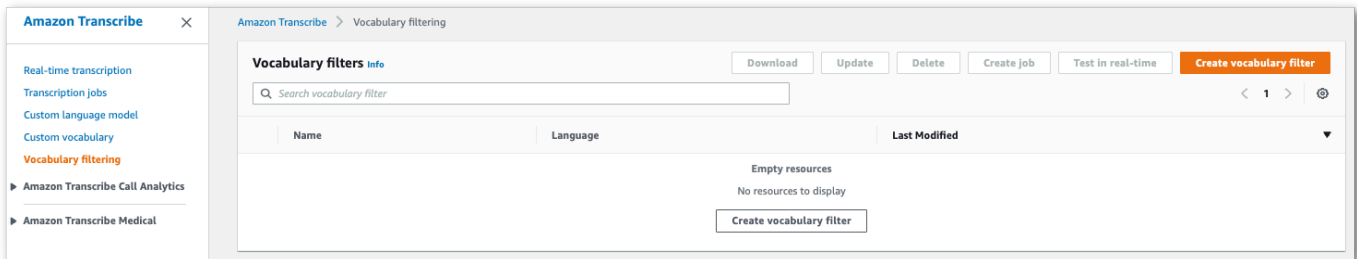 Amazon Transcribe
Real-time transcription
Transcription jobs
Custom language model
Custom vocabulary
Vocabulary filtering
Amazon Transcribe Call Analytics
Amazon Transcribe Medical
Amazon Transcribe > Vocabulary filtering
Vocabulary filters Info Download Update Delete Create job Test in real-time Create vocabulary filter
Search vocabulary filter < 1 >
Name Language Last Modified
Empty resources
No resources to display
Create vocabulary filter